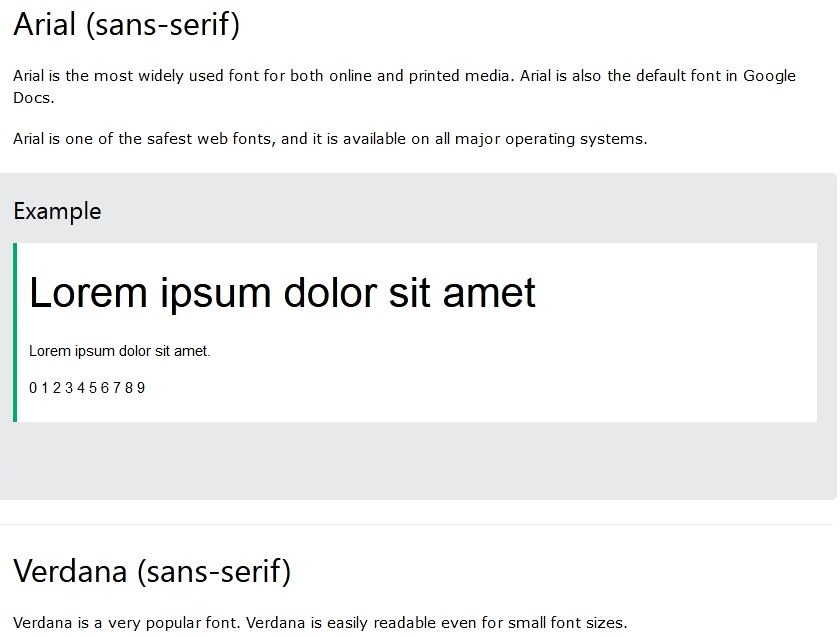 Arial (sans-serif)
Arial is the most widely used font for both online and printed media. Arial is also the default font in Google
Docs.
Arial is one of the safest web fonts, and it is available on all major operating systems.
Example
Lorem ipsum dolor sit amet
Lorem ipsum dolor sit amet.
0 1 2 3 4 5 6 7 8 9
Verdana (sans-serif)
Verdana is a very popular font. Verdana is easily readable even for small font sizes.